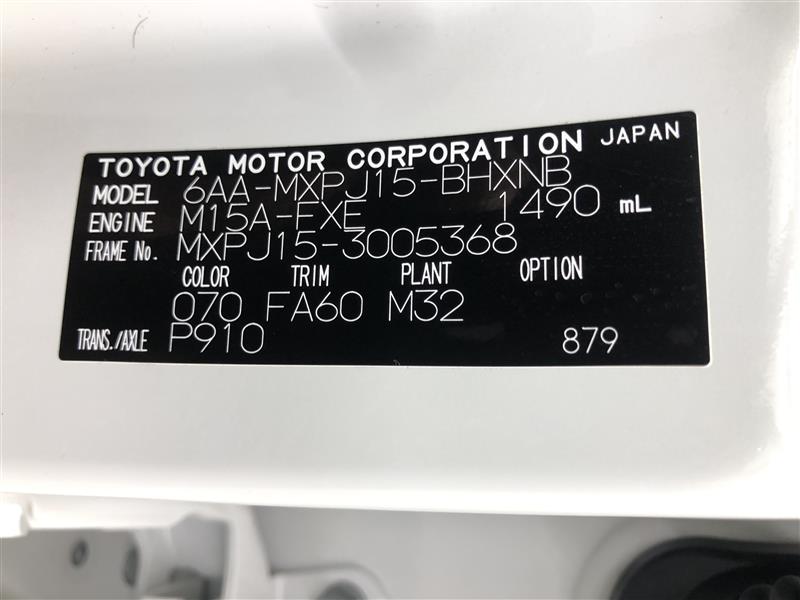 TOYOTA MOTOR CORPORATION JAPAN
MODEL 6AA-MXPJ15-BHXNB
ENGINE M15A-FXE 1490 mL
FRAME No. MXPJ15-3005368
COLOR TRIM PLANT OPTION
070 FA60 M32
TRANS./AXLE P910 879